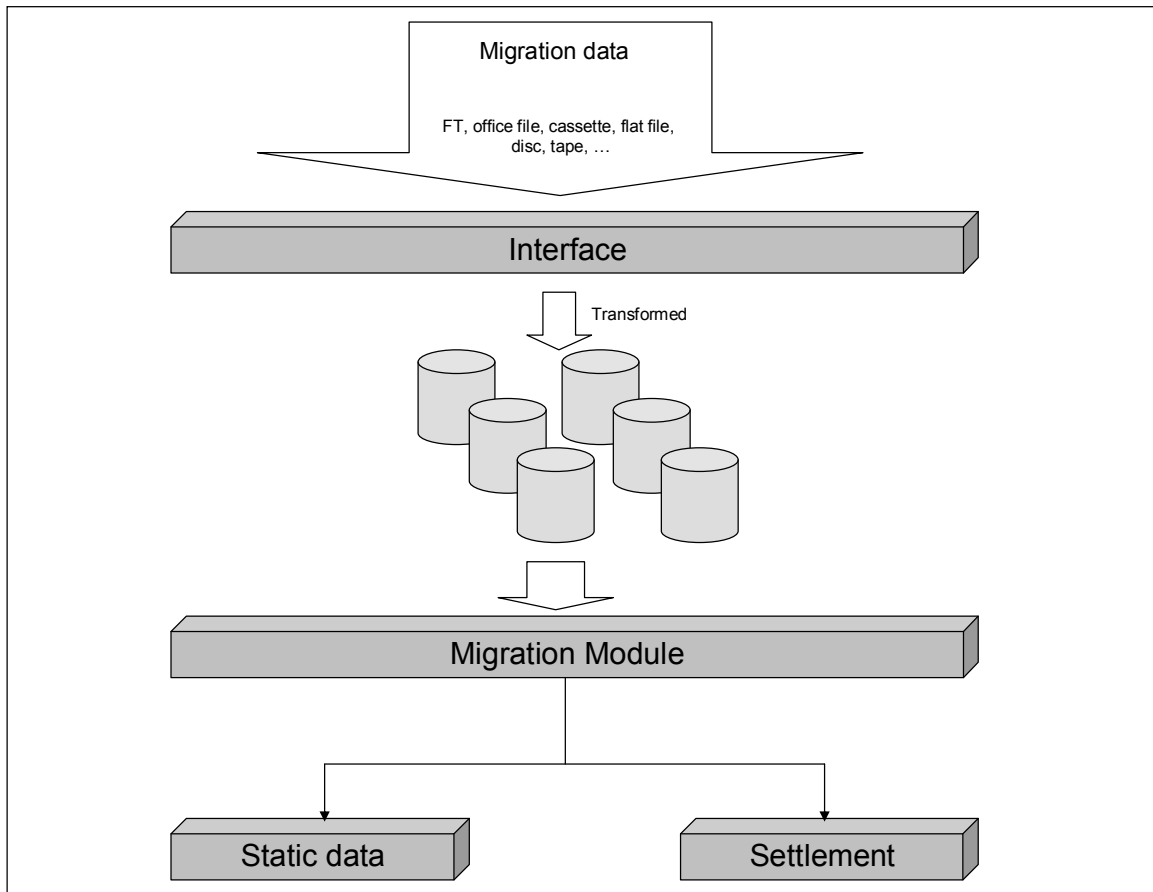 Migration data
FT, office file, cassette, flat file,
disc, tape, …
Interface
Transformed
Migration Module
Static data
Settlement